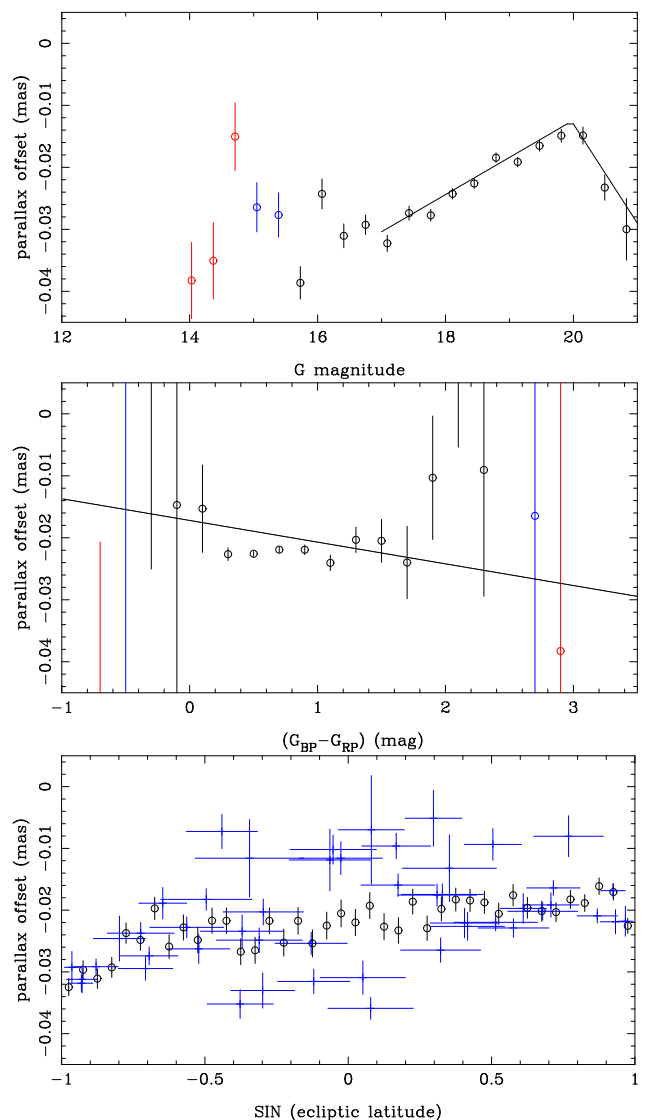 0
−0.01
−0.02
−0.03
−0.04
parallax offset (mas)
12 14 16 18 20
G magnitude
0
−0.01
−0.02
−0.03
−0.04
parallax offset (mas)
−1 0 1 2 3
(G_BP−G_RP) (mag)
0
−0.01
−0.02
−0.03
−0.04
parallax offset (mas)
−1 −0.5 0 0.5 1
SIN (ecliptic latitude)